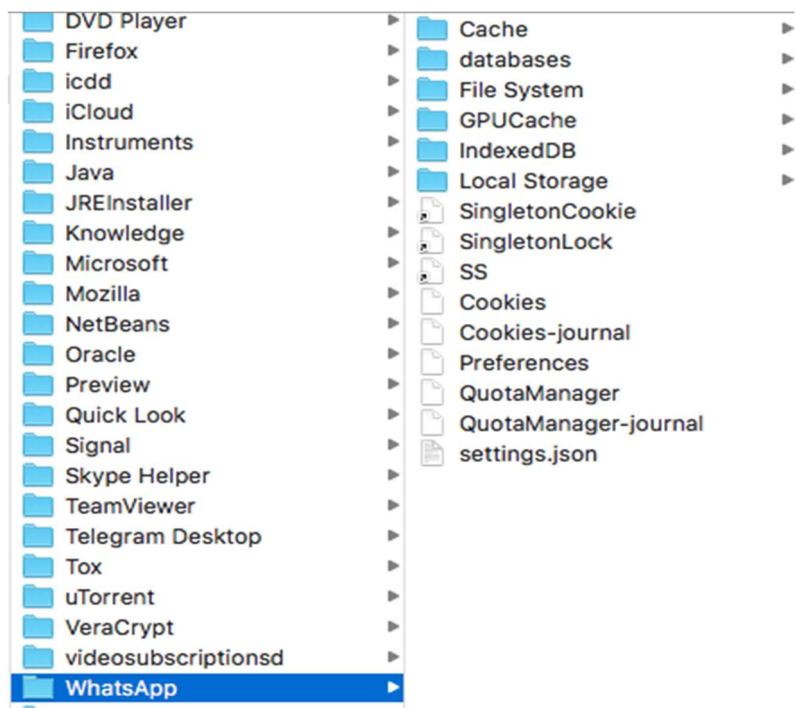 DVD Player
Firefox
icdd
iCloud
Instruments
Java
JREInstaller
Knowledge
Microsoft
Mozilla
NetBeans
Oracle
Preview
Quick Look
Signal
Skype Helper
TeamViewer
Telegram Desktop
Tox
uTorrent
VeraCrypt
videosubscriptionsd
WhatsApp
Cache
databases
File System
GPUCache
IndexedDB
Local Storage
SingletonCookie
SingletonLock
SS
Cookies
Cookies-journal
Preferences
QuotaManager
QuotaManager-journal
settings.json